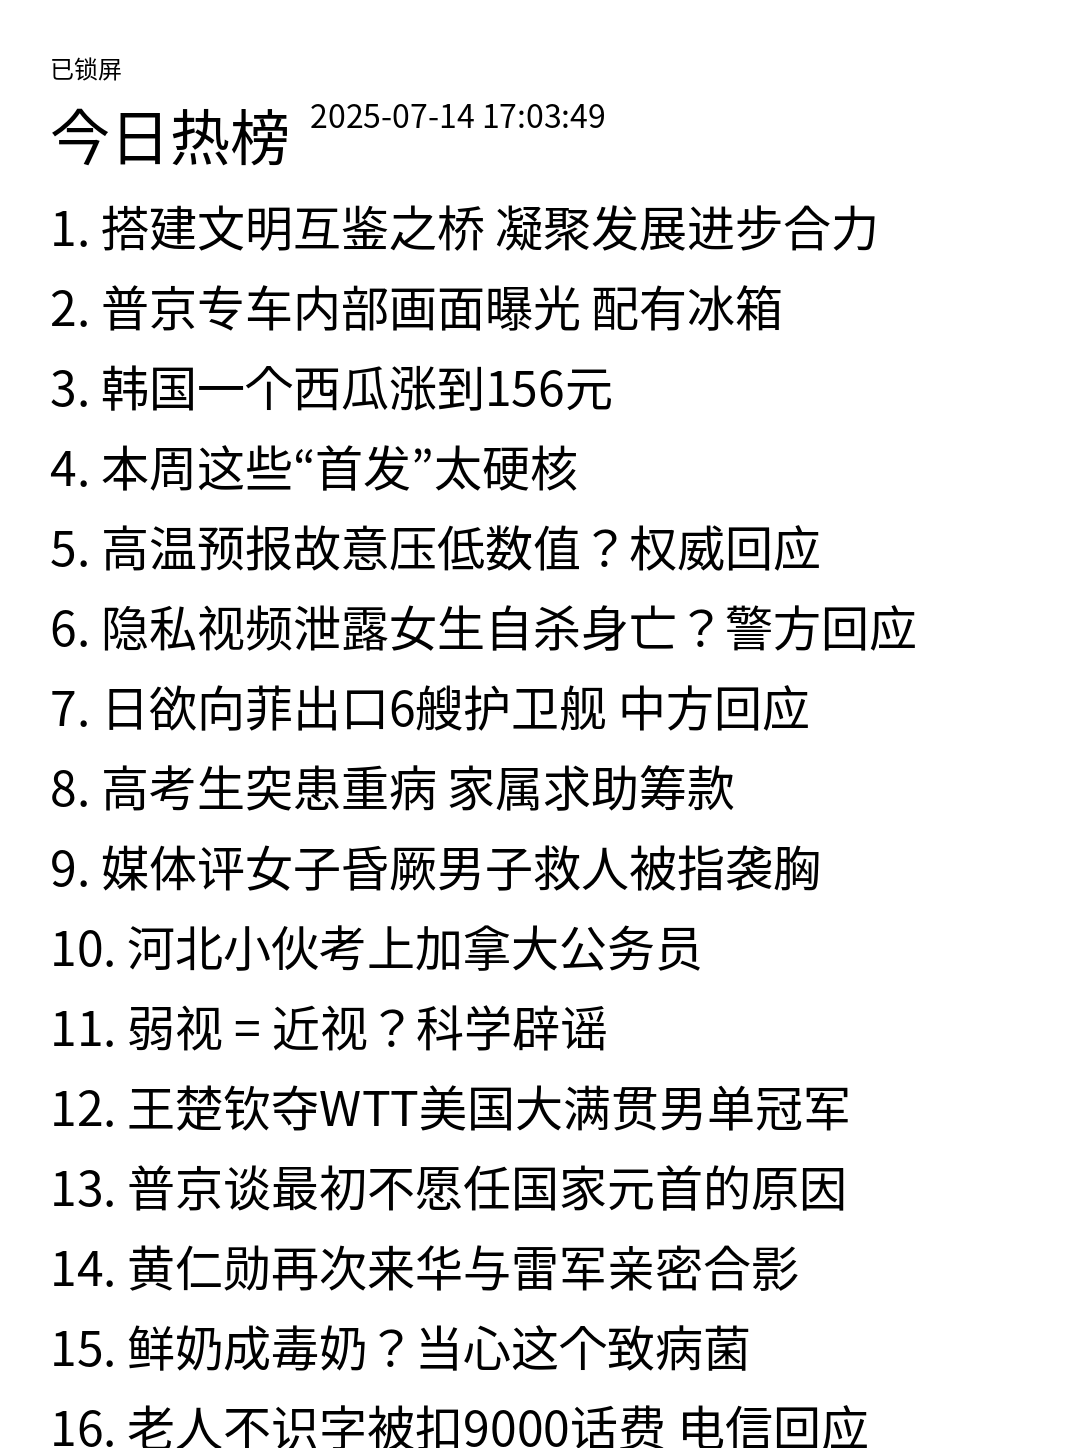 已锁屏
今日热榜 2025-07-14 17:03:49
1. 搭建文明互鉴之桥 凝聚发展进步合力
2. 普京专车内部画面曝光 配有冰箱
3. 韩国一个西瓜涨到156元
4. 本周这些“首发”太硬核
5. 高温预报故意压低数值？权威回应
6. 隐私视频泄露女生自杀身亡？警方回应
7. 日欲向菲出口6艘护卫舰 中方回应
8. 高考生突患重病 家属求助筹款
9. 媒体评女子昏厥男子救人被指袭胸
10. 河北小伙考上加拿大公务员
11. 弱视 = 近视？科学辟谣
12. 王楚钦夺WTT美国大满贯男单冠军
13. 普京谈最初不愿任国家元首的原因
14. 黄仁勋再次来华与雷军亲密合影
15. 鲜奶成毒奶？当心这个致病菌
16. 老人不识字被扣9000话费 电信回应